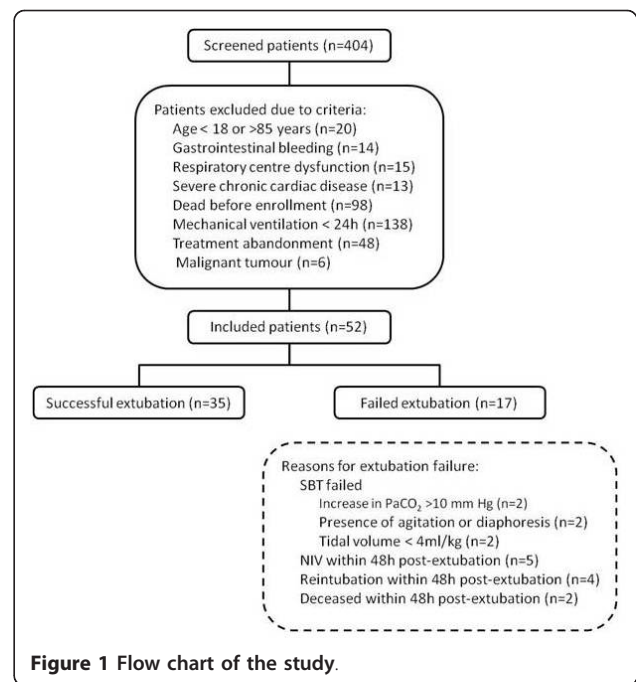 Screened patients (n=404)
Patients excluded due to criteria:
Age < 18 or >85 years (n=20)
Gastrointestinal bleeding (n=14)
Respiratory centre dysfunction (n=15)
Severe chronic cardiac disease (n=13)
Dead before enrollment (n=98)
Mechanical ventilation < 24h (n=138)
Treatment abandonment (n=48)
Malignant tumour (n=6)
Included patients (n=52)
Successful extubation (n=35)
Failed extubation (n=17)
Reasons for extubation failure:
SBT failed
Increase in PaCO₂ >10 mm Hg (n=2)
Presence of agitation or diaphoresis (n=2)
Tidal volume < 4ml/kg (n=2)
NIV within 48h post-extubation (n=5)
Reintubation within 48h post-extubation (n=4)
Deceased within 48h post-extubation (n=2)
Figure 1 Flow chart of the study.